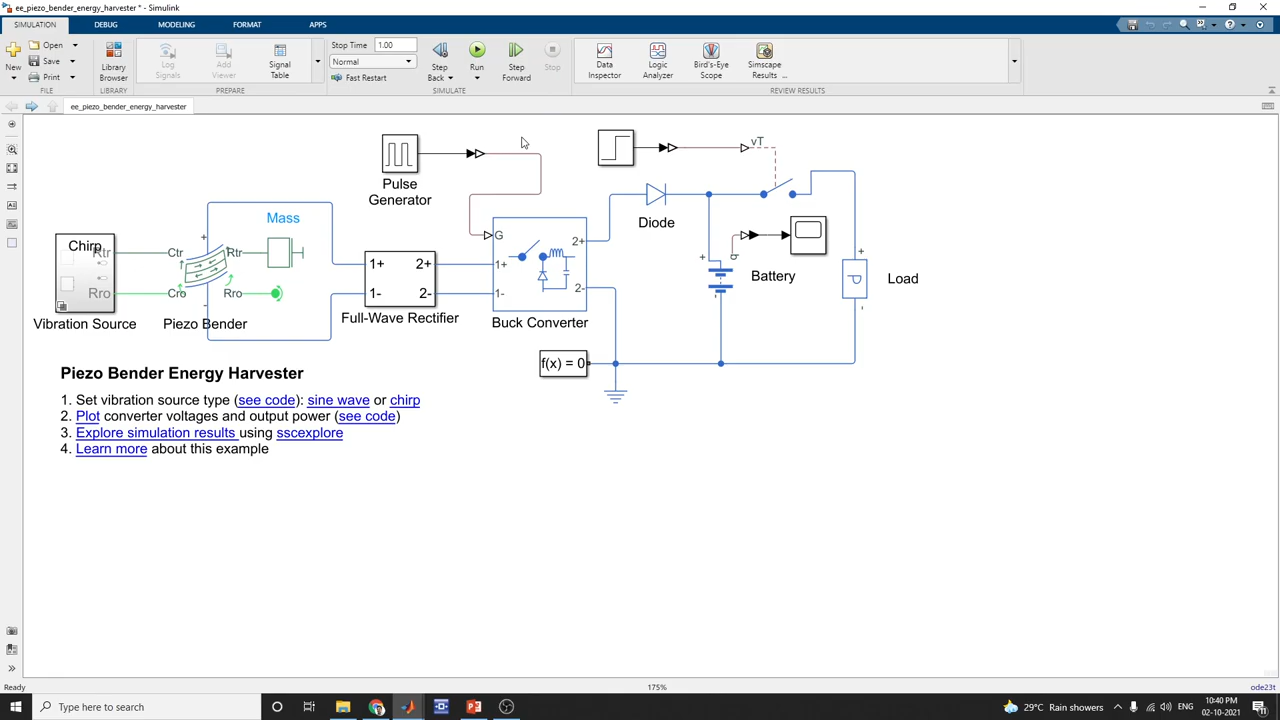 ee_piezo_bender_energy_harvester * - Simulink
SIMULATION DEBUG MODELING FORMAT APPS
New
Open
Save
Print
FILE
Library Browser
LIBRARY
Log Signals
Add Viewer
Signal Table
PREPARE
Stop Time 1.00
Normal
Fast Restart
Step Back
Run
Step Forward
Stop
SIMULATE
Data Inspector
Logic Analyzer
Bird's-Eye Scope
Simscape Results ...
REVIEW RESULTS
ee_piezo_bender_energy_harvester
Pulse
Generator
vT
Diode
Mass
Chirp
Rtr
Rro
Vibration Source
Ctr
Cro
+
Rtr
Rro
-
Piezo Bender
1+ 2+
1- 2-
Full-Wave Rectifier
G
1+
1-
2+
2-
Buck Converter
+
q
-
Battery
+
P
-
Load
f(x) = 0
Piezo Bender Energy Harvester
1. Set vibration source type (see code): sine wave or chirp
2. Plot converter voltages and output power (see code)
3. Explore simulation results using sscexplore
4. Learn more about this example
Ready 175% ode23t
Type here to search
29°C Rain showers
ENG
10:40 PM
02-10-2021